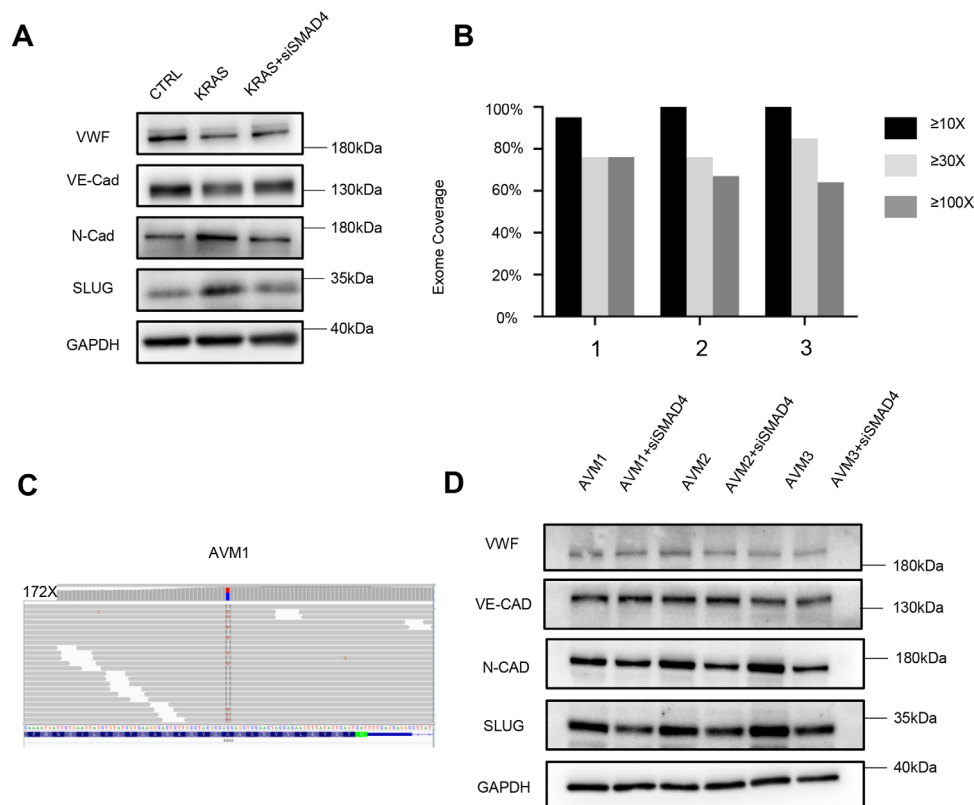 A
CTRL
KRAS
KRAS+siSMAD4
VWF
180kDa
VE-Cad
130kDa
N-Cad
180kDa
SLUG
35kDa
GAPDH
40kDa
B
Exome Coverage
100%
80%
60%
40%
20%
0%
1
2
3
≥10X
≥30X
≥100X
C
AVM1
172X
D
AVM1
AVM1+siSMAD4
AVM2
AVM2+siSMAD4
AVM3
AVM3+siSMAD4
VWF
180kDa
VE-CAD
130kDa
N-CAD
180kDa
SLUG
35kDa
GAPDH
40kDa